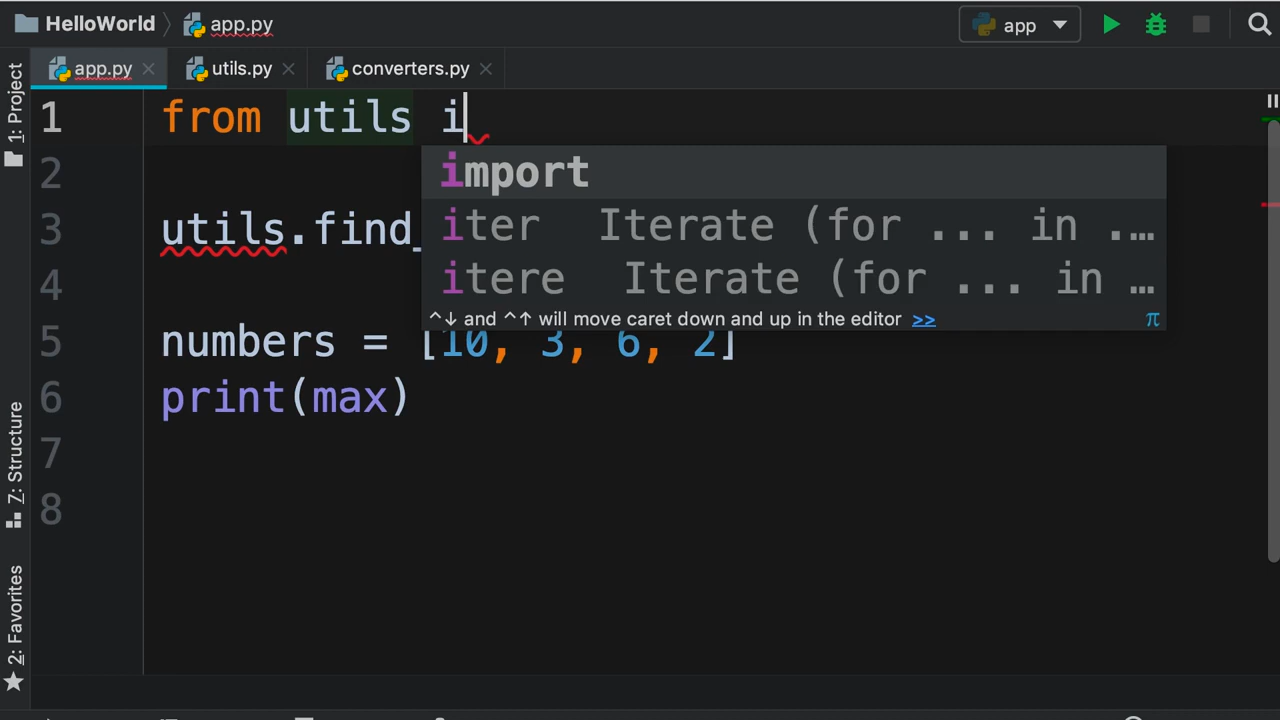 HelloWorld app.py app
app.py utils.py converters.py
1: Project
7: Structure
2: Favorites
1 from utils i
import
2
iter Iterate (for ... in .…
3 utils.find_
itere Iterate (for ... in …
4
^↓ and ^↑ will move caret down and up in the editor >> π
5 numbers = [10, 3, 6, 2]
6 print(max)
7
8